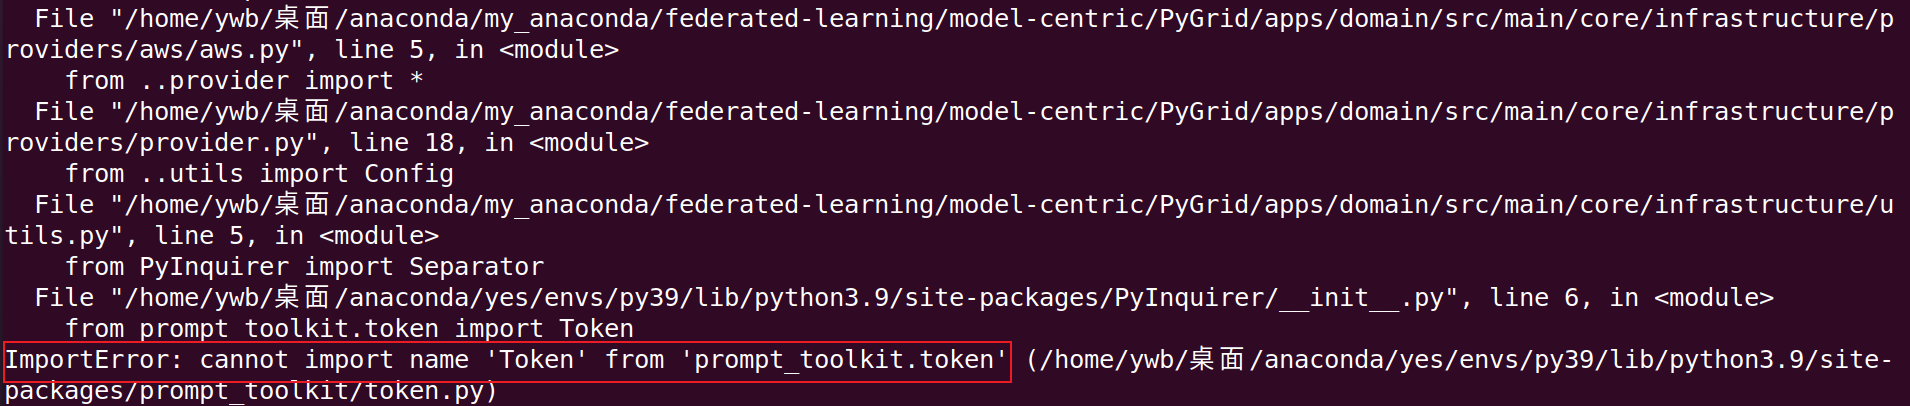 File "/home/ywb/桌面/anaconda/my_anaconda/federated-learning/model-centric/PyGrid/apps/domain/src/main/core/infrastructure/p
roviders/aws/aws.py", line 5, in <module>
    from ..provider import *
  File "/home/ywb/桌面/anaconda/my_anaconda/federated-learning/model-centric/PyGrid/apps/domain/src/main/core/infrastructure/p
roviders/provider.py", line 18, in <module>
    from ..utils import Config
  File "/home/ywb/桌面/anaconda/my_anaconda/federated-learning/model-centric/PyGrid/apps/domain/src/main/core/infrastructure/u
tils.py", line 5, in <module>
    from PyInquirer import Separator
  File "/home/ywb/桌面/anaconda/yes/envs/py39/lib/python3.9/site-packages/PyInquirer/__init__.py", line 6, in <module>
    from prompt_toolkit.token import Token
ImportError: cannot import name 'Token' from 'prompt_toolkit.token' (/home/ywb/桌面/anaconda/yes/envs/py39/lib/python3.9/site-
packages/prompt_toolkit/token.py)